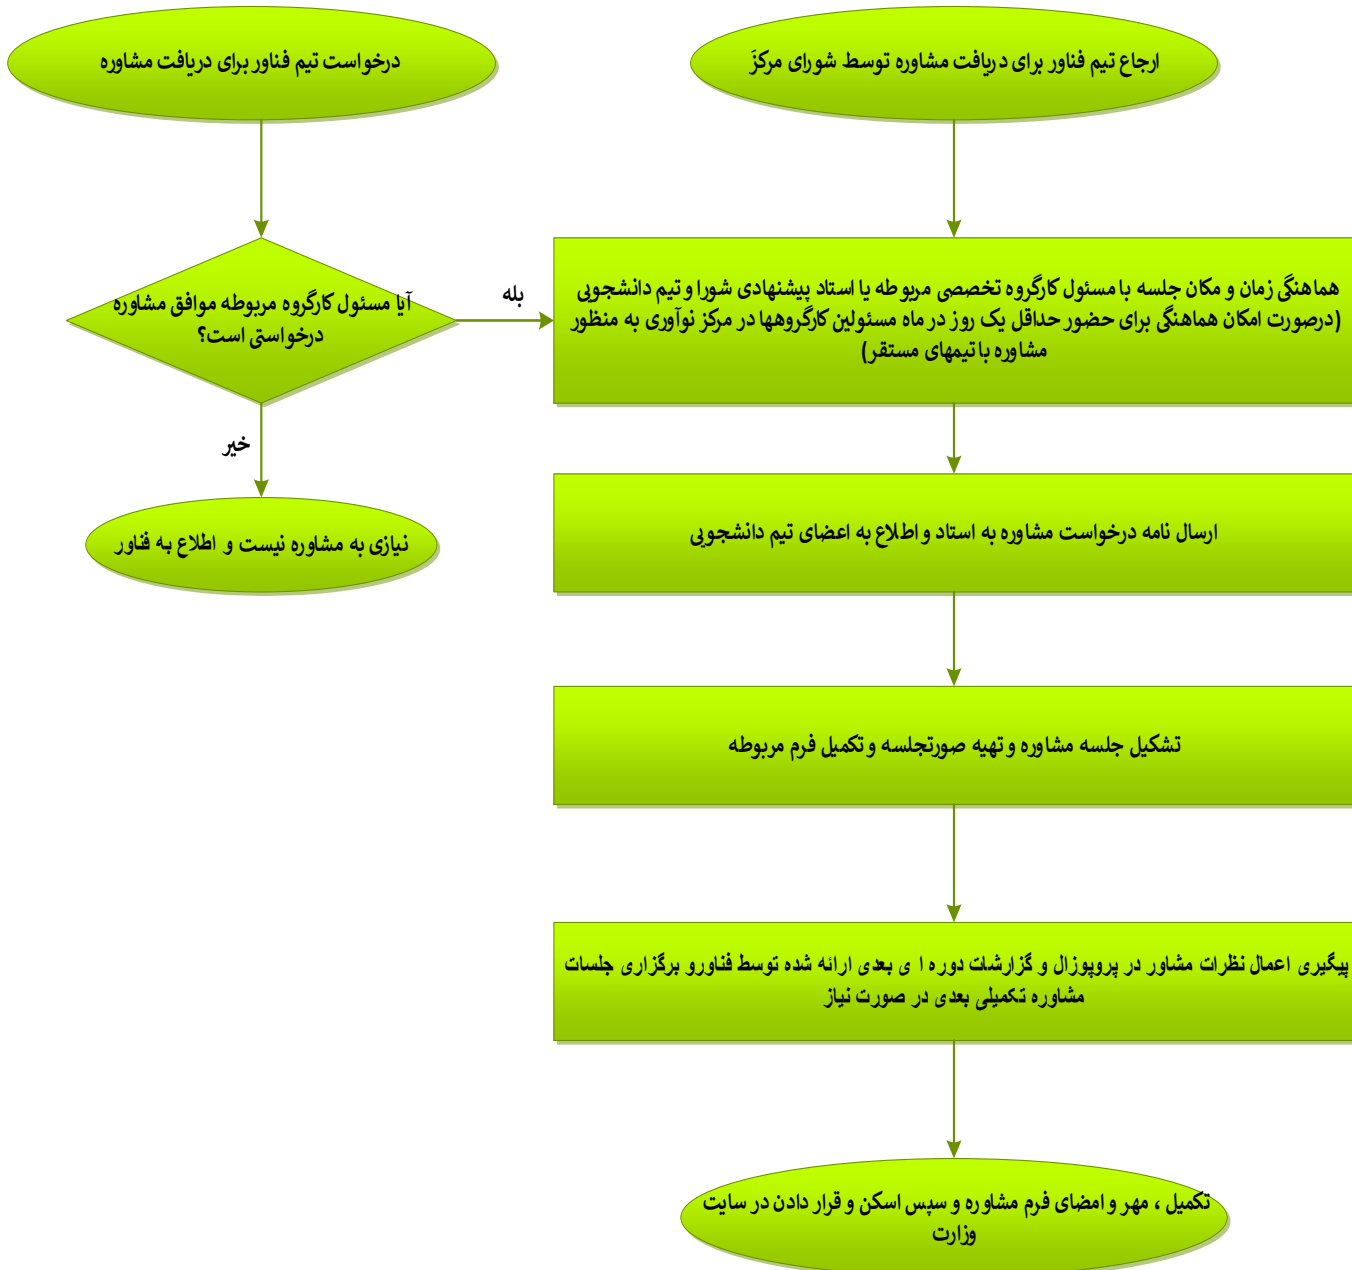 ارجاع تیم فناور برای دریافت مشاوره توسط شورای مرکز
درخواست تیم فناور برای دریافت مشاوره
هماهنگی زمان و مکان جلسه با مسئول کارگروه تخصصی مربوطه یا استاد پیشنهادی شورا و تیم دانشجویی
(درصورت امکان هماهنگی برای حضور حداقل یک روز در ماه مسئولین کارگروهها در مرکز نوآوری به منظور
مشاوره باتیمهای مستقر)
بله
آیا مسئول کارگروه مربوطه موافق مشاوره
درخواستی است؟
خیر
نیازی به مشاوره نیست و اطلاع به فناور
ارسال نامه درخواست مشاوره به استاد و اطلاع به اعضای تیم دانشجویی
تشکیل جلسه مشاوره و تهیه صورتجلسه و تکمیل فرم مربوطه
پیگیری اعمال نظرات مشاور در پروپوزال و گزارشات دوره ا ی بعدی ارائه شده توسط فناورو برگزاری جلسات
مشاوره تکمیلی بعدی در صورت نیاز
تکمیل ، مهر و امضای فرم مشاوره و سپس اسکن و قرار دادن در سایت
وزارت